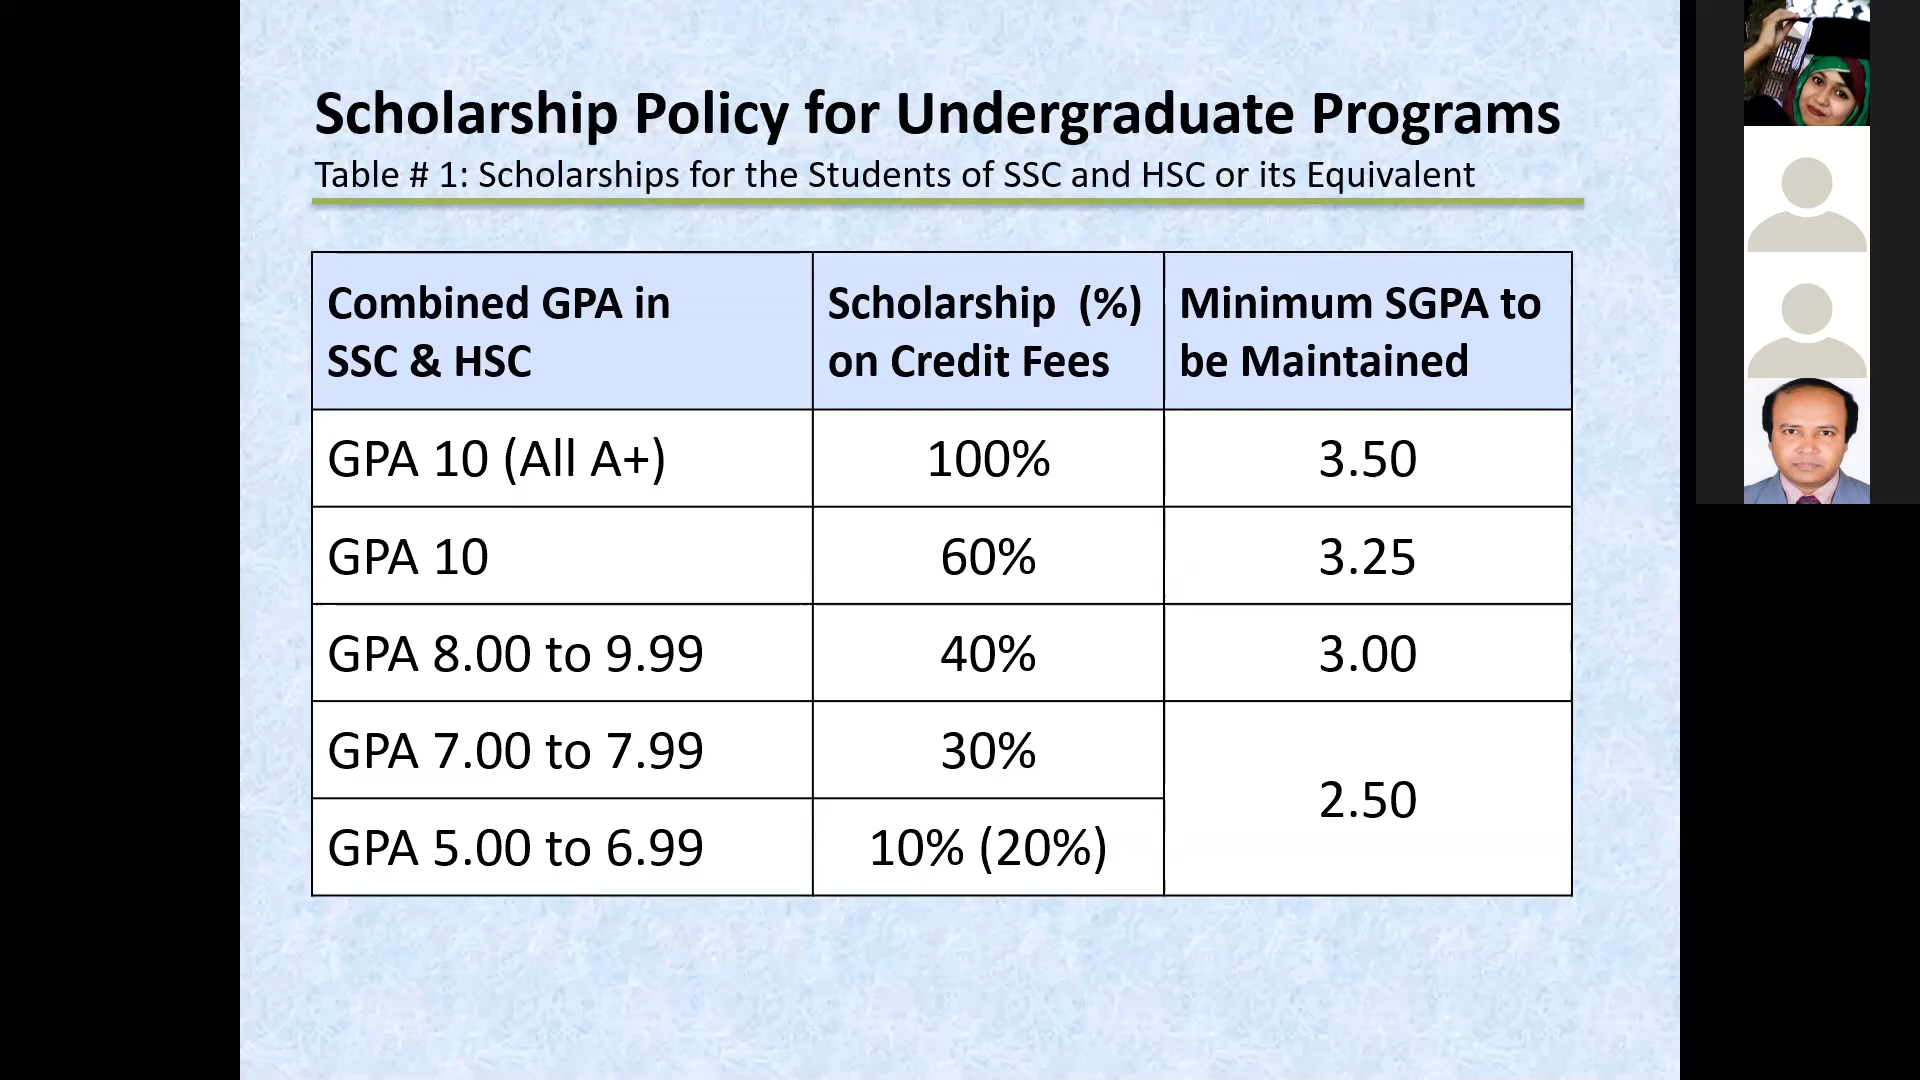 Scholarship Policy for Undergraduate Programs
Table # 1: Scholarships for the Students of SSC and HSC or its Equivalent
Combined GPA in
SSC & HSC
Scholarship (%)
on Credit Fees
Minimum SGPA to
be Maintained
GPA 10 (All A+)
100%
3.50
GPA 10
60%
3.25
GPA 8.00 to 9.99
40%
3.00
GPA 7.00 to 7.99
30%
2.50
GPA 5.00 to 6.99
10% (20%)